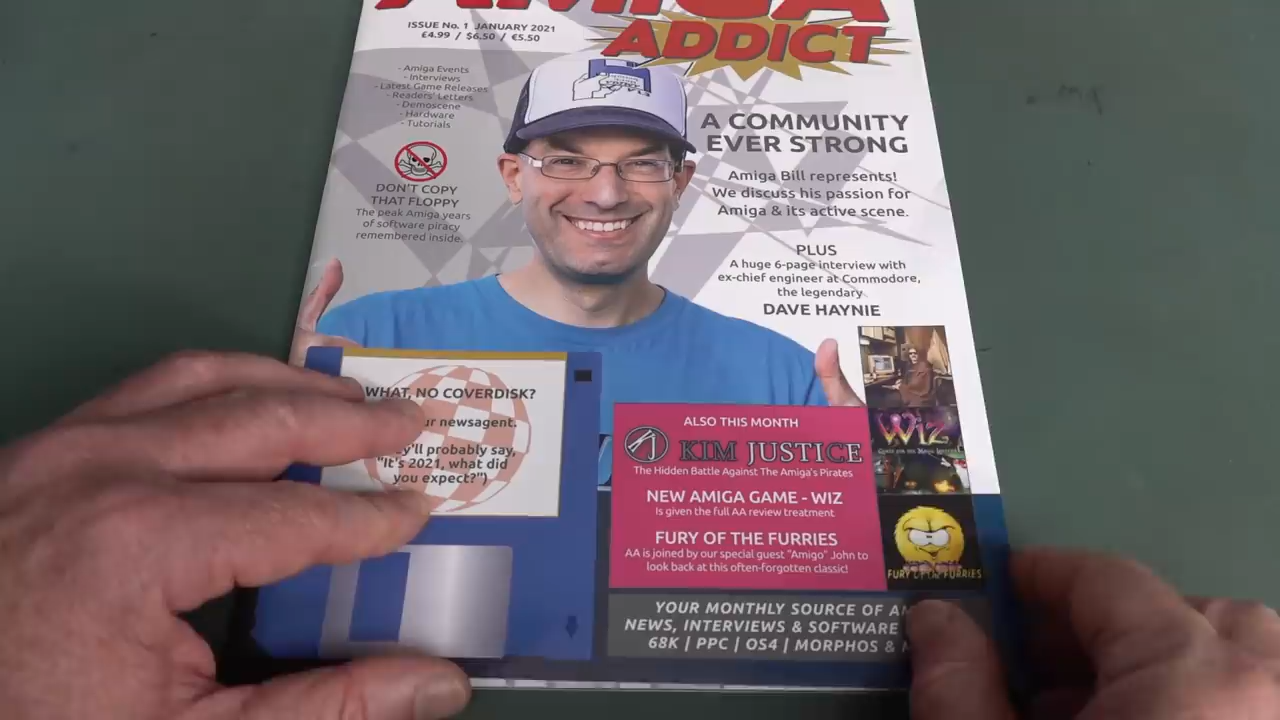 AMIGA
ADDICT
ISSUE No. 1 JANUARY 2021
£4.99 / $6.50 / €5.50
- Amiga Events
- Interviews
- Latest Game Releases
- Readers' Letters
- Demoscene
- Hardware
- Tutorials
DON'T COPY
THAT FLOPPY
The peak Amiga years
of software piracy
remembered inside.
A COMMUNITY
EVER STRONG
Amiga Bill represents!
We discuss his passion for
Amiga & its active scene.
PLUS
A huge 6-page interview with
ex-chief engineer at Commodore,
the legendary
DAVE HAYNIE
WHAT, NO COVERDISK?
newsagent.
probably say,
"It's 2021, what did
you expect?")
ALSO THIS MONTH
KIM JUSTICE
The Hidden Battle Against The Amiga's Pirates
NEW AMIGA GAME - WIZ
Is given the full AA review treatment
FURY OF THE FURRIES
AA is joined by our special guest "Amigo" John to
look back at this often-forgotten classic!
WIZ
FURY OF THE FURRIES
YOUR MONTHLY SOURCE OF
NEWS, INTERVIEWS & SOFTWARE
68K | PPC | OS4 | MORPHOS &